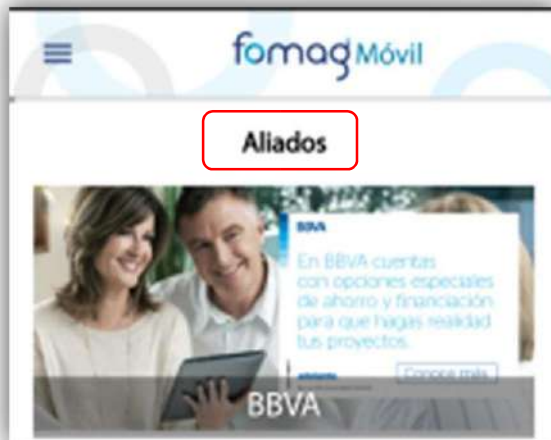 fomag Móvil
Aliados
BBVA
En BBVA cuentas
con opciones especiales
de ahorro y financiación
para que hagas realidad
tus proyectos.
adelante.
Conoce más
BBVA